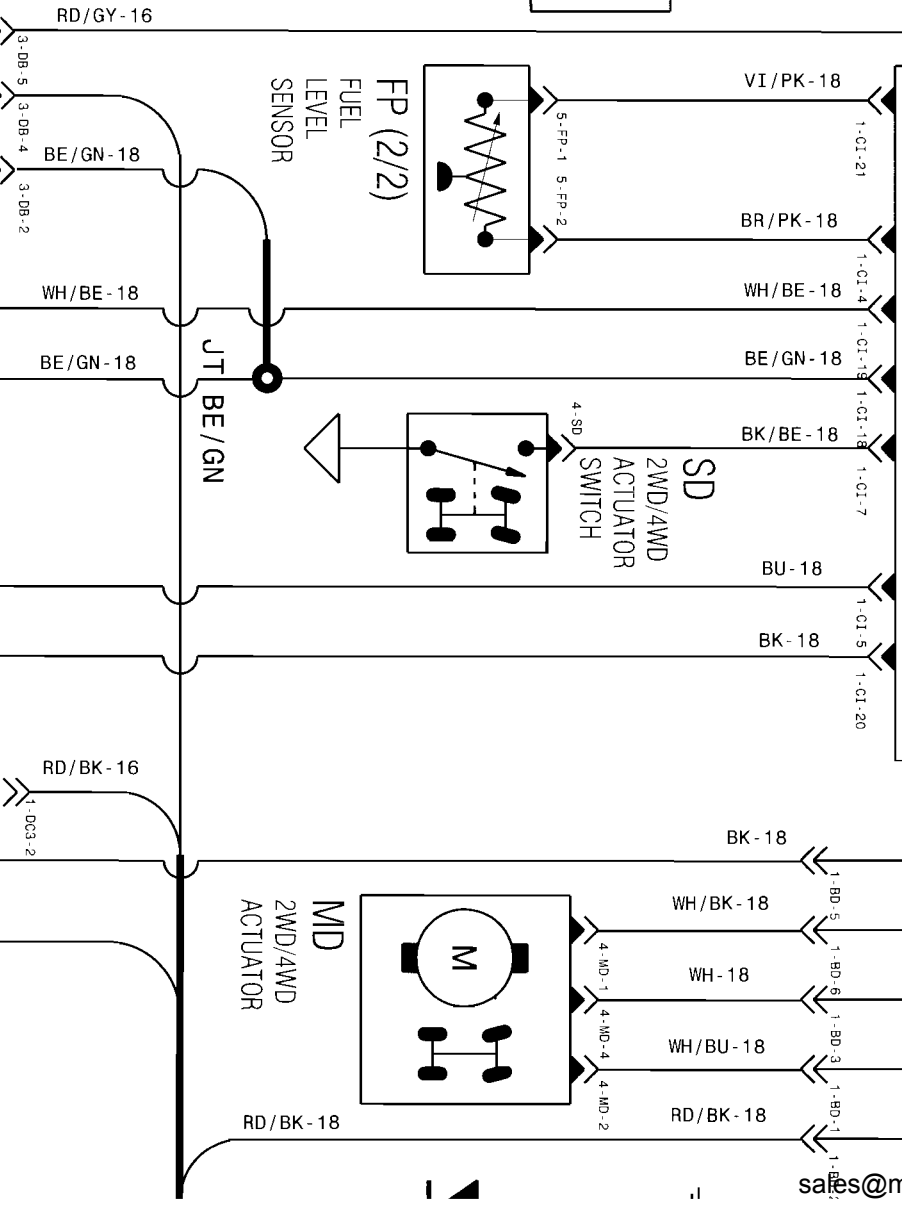 RD/GY-16
3-DB-5
3-DB-4
BE/GN-18
3-DB-2
FP (2/2)
FUEL
LEVEL
SENSOR
5-FP-1
5-FP-2
VI/PK-18
1-CI-21
BR/PK-18
1-CI-4
WH/BE-18
WH/BE-18
1-CI-19
BE/GN-18
JT BE/GN
BE/GN-18
1-CI-18
4-SD
BK/BE-18
1-CI-7
SD
2WD/4WD
ACTUATOR
SWITCH
BU-18
1-CI-5
BK-18
1-CI-20
RD/BK-16
1-DC3-2
BK-18
1-BD-5
MD
2WD/4WD
ACTUATOR
M
4-MD-1
WH/BK-18
1-BD-6
4-MD-4
WH-18
1-BD-3
4-MD-2
WH/BU-18
1-BD-1
RD/BK-18
RD/BK-18
sales@m